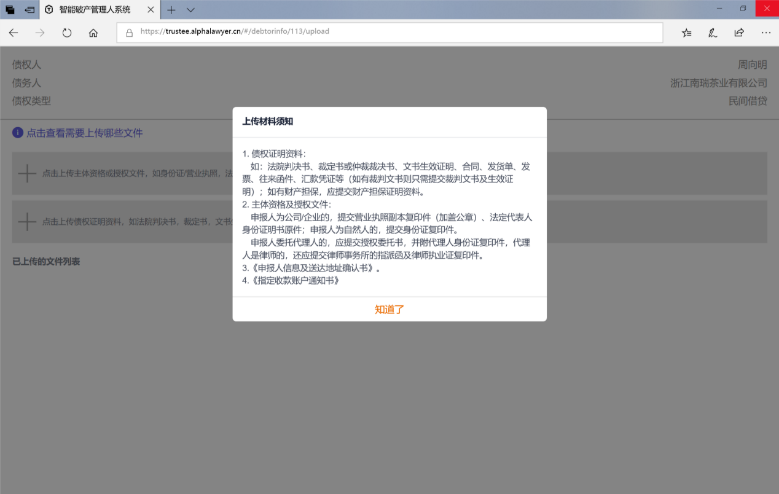 智能破产管理人系统
https://trustee.alphalawyer.cn/#/debtorinfo/113/upload
债权人 周向明
债务人 浙江南瑞茶业有限公司
债权类型 民间借贷
点击查看需要上传哪些文件
点击上传主体资格或授权文件，如身份证/营业执照、法
点击上传债权证明资料，如法院判决书、裁定书、文书
已上传的文件列表
上传材料须知
1. 债权证明资料：
如：法院判决书、裁定书或仲裁裁决书、文书生效证明、合同、发货单、发
票、往来函件、汇款凭证等（如有裁判文书则只需提交裁判文书及生效证
明）；如有财产担保，应提交财产担保证明资料。
2. 主体资格及授权文件：
申报人为公司/企业的，提交营业执照副本复印件（加盖公章）、法定代表人
身份证明书原件；申报人为自然人的，提交身份证复印件。
申报人委托代理人的，应提交授权委托书，并附代理人身份证复印件，代理
人是律师的，还应提交律师事务所的指派函及律师执业证复印件。
3.《申报人信息及送达地址确认书》。
4.《指定收款账户通知书》
知道了